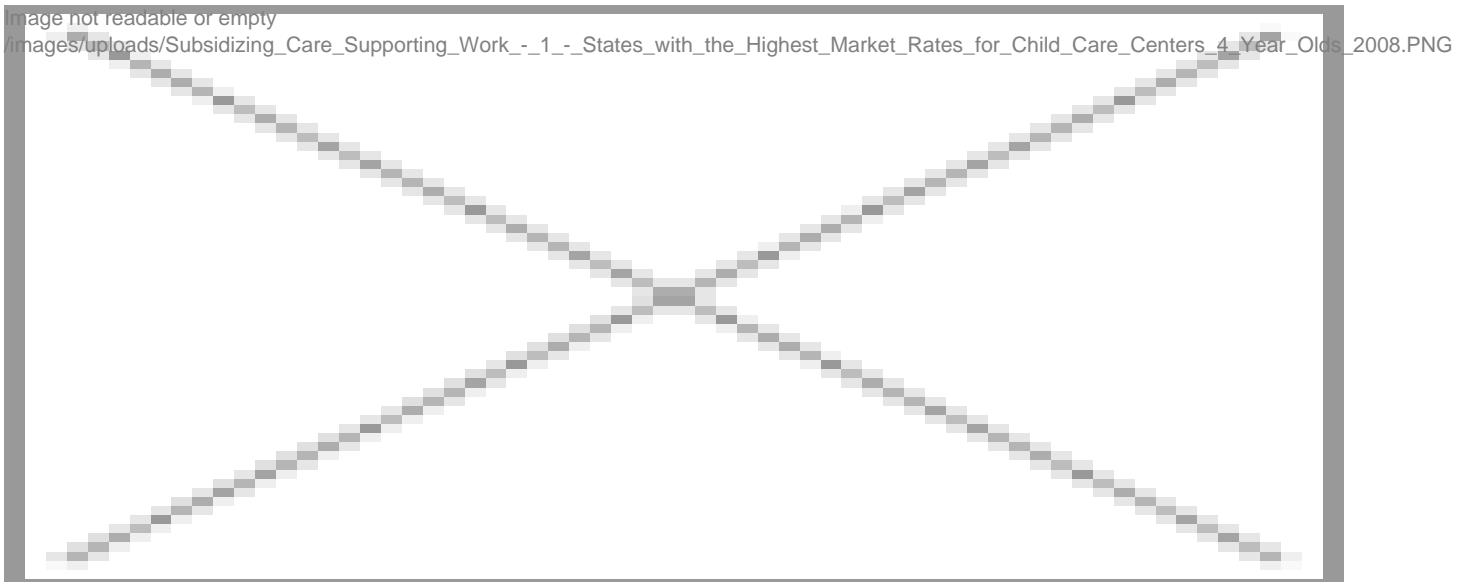 Image not readable or empty
/images/uploads/Subsidizing_Care_Supporting_Work_-_1_-_States_with_the_Highest_Market_Rates_for_Child_Care_Centers_4_Year_Olds_2008.PNG